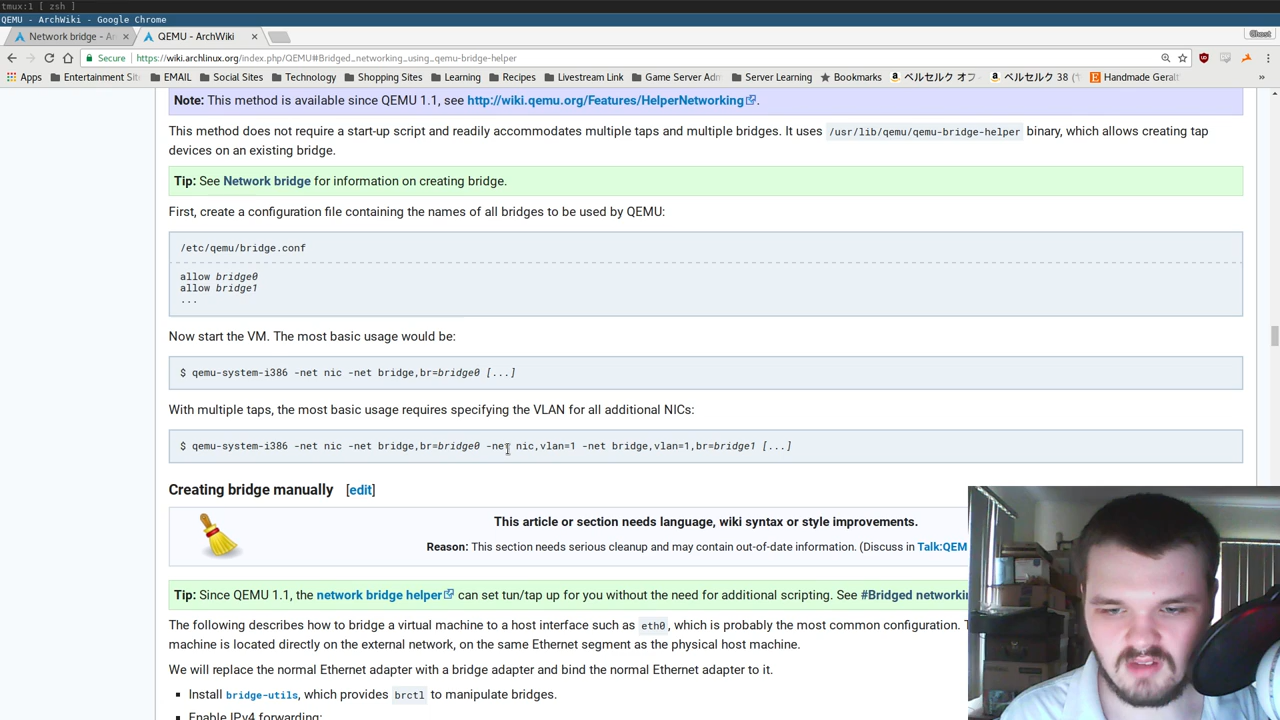 tmux:1 [ zsh ]
QEMU - ArchWiki - Google Chrome
Network bridge - Ar
QEMU - ArchWiki
Ghost
Secure https://wiki.archlinux.org/index.php/QEMU#Bridged_networking_using_qemu-bridge-helper
Apps Entertainment Sit EMAIL Social Sites Technology Shopping Sites Learning Recipes Livestream Link Game Server Adm Server Learning Bookmarks ベルセルク オフ ベルセルク 38 ( Handmade Geralt »
Note: This method is available since QEMU 1.1, see http://wiki.qemu.org/Features/HelperNetworking.
This method does not require a start-up script and readily accommodates multiple taps and multiple bridges. It uses /usr/lib/qemu/qemu-bridge-helper binary, which allows creating tap
devices on an existing bridge.
Tip: See Network bridge for information on creating bridge.
First, create a configuration file containing the names of all bridges to be used by QEMU:
/etc/qemu/bridge.conf
allow bridge0
allow bridge1
...
Now start the VM. The most basic usage would be:
$ qemu-system-i386 -net nic -net bridge,br=bridge0 [...]
With multiple taps, the most basic usage requires specifying the VLAN for all additional NICs:
$ qemu-system-i386 -net nic -net bridge,br=bridge0 -net nic,vlan=1 -net bridge,vlan=1,br=bridge1 [...]
Creating bridge manually [edit]
This article or section needs language, wiki syntax or style improvements.
Reason: This section needs serious cleanup and may contain out-of-date information. (Discuss in Talk:QEM
Tip: Since QEMU 1.1, the network bridge helper can set tun/tap up for you without the need for additional scripting. See #Bridged networkin
The following describes how to bridge a virtual machine to a host interface such as eth0, which is probably the most common configuration. T
machine is located directly on the external network, on the same Ethernet segment as the physical host machine.
We will replace the normal Ethernet adapter with a bridge adapter and bind the normal Ethernet adapter to it.
▪ Install bridge-utils, which provides brctl to manipulate bridges.
▪ Enable IPv4 forwarding: